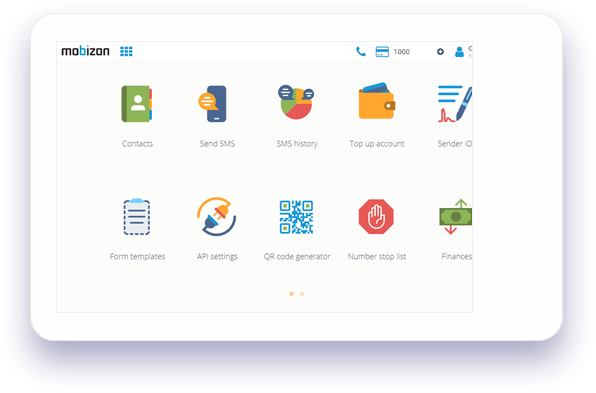 mobizon
1000
Contacts
Send SMS
SMS history
Top up account
Sender ID
Form templates
API settings
QR code generator
Number stop list
Finances